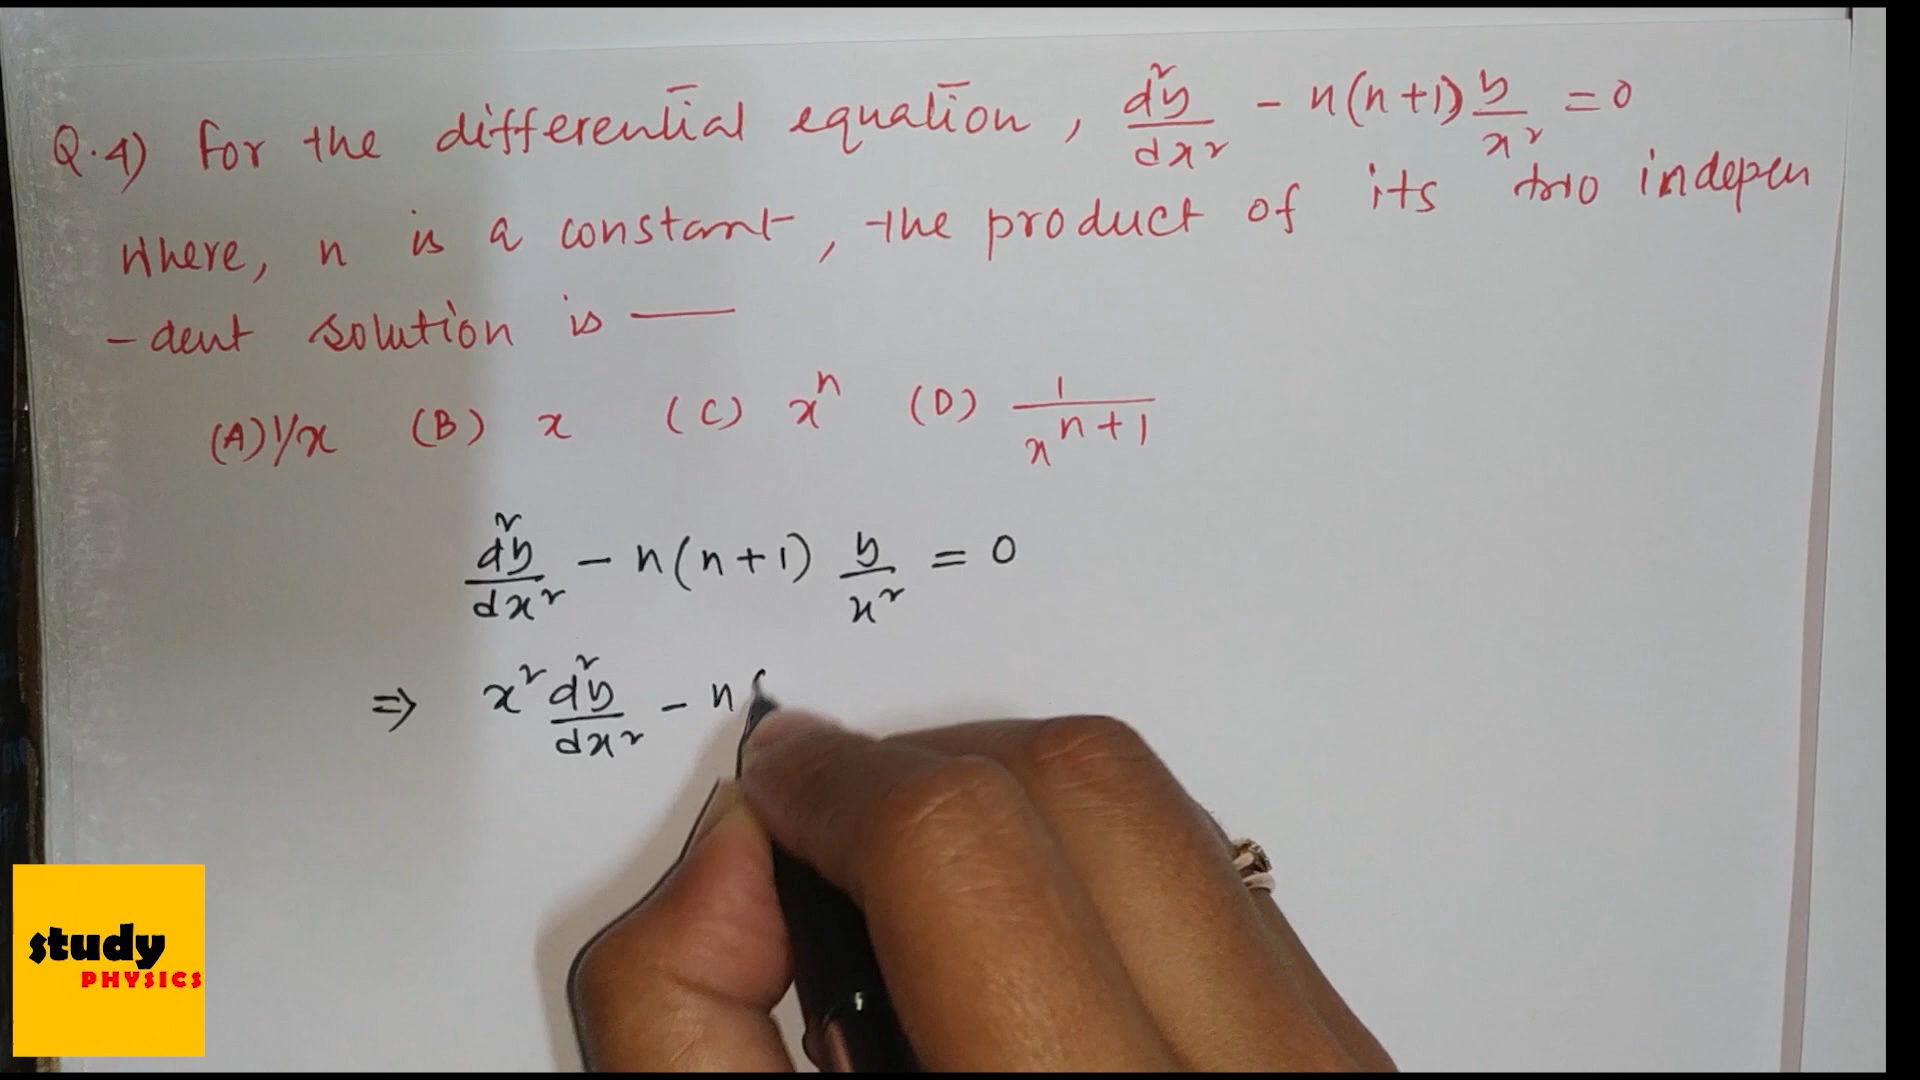 Q.4) For the differential equation, d²y/dx² - n(n+1) y/x² = 0
where, n is a constant, the product of its two indepen
-dent solution is —
(A) 1/x (B) x (C) xⁿ (D) 1/xⁿ⁺¹
d²y/dx² - n(n+1) y/x² = 0
⇒ x² d²y/dx² - n(
study
PHYSICS